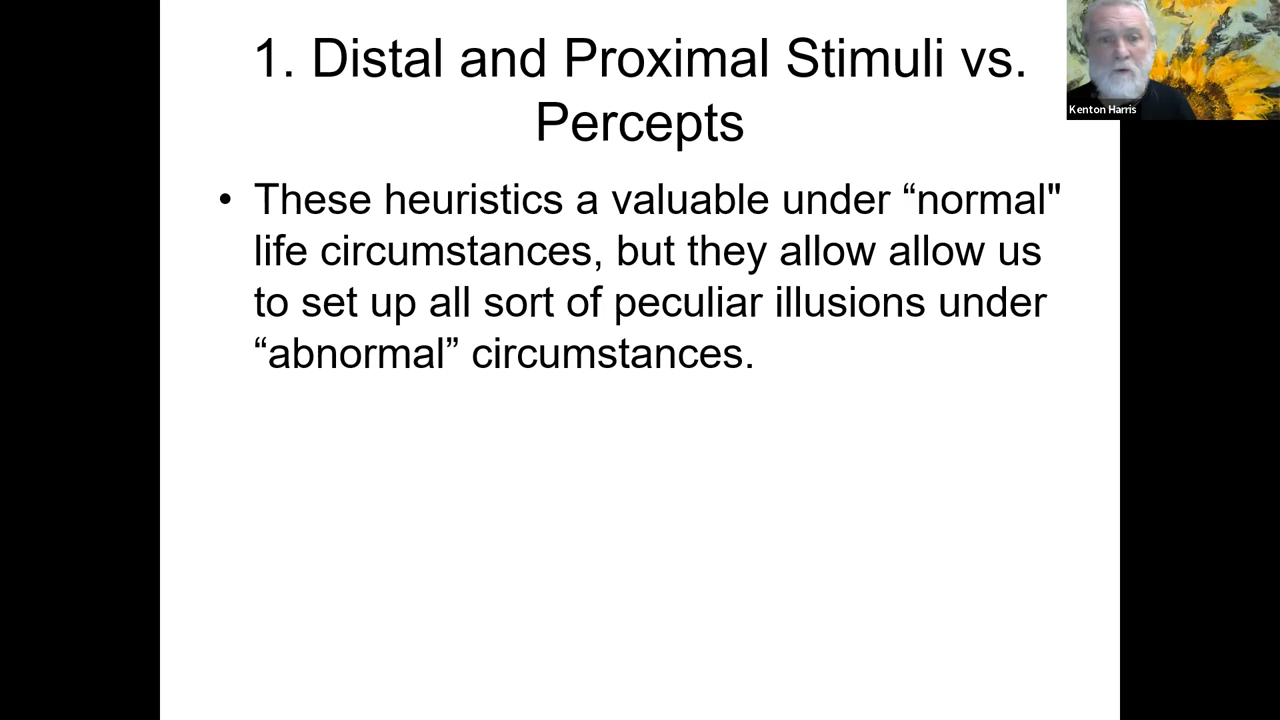 1. Distal and Proximal Stimuli vs.
Percepts
Kenton Harris
• These heuristics a valuable under “normal"
life circumstances, but they allow allow us
to set up all sort of peculiar illusions under
“abnormal” circumstances.